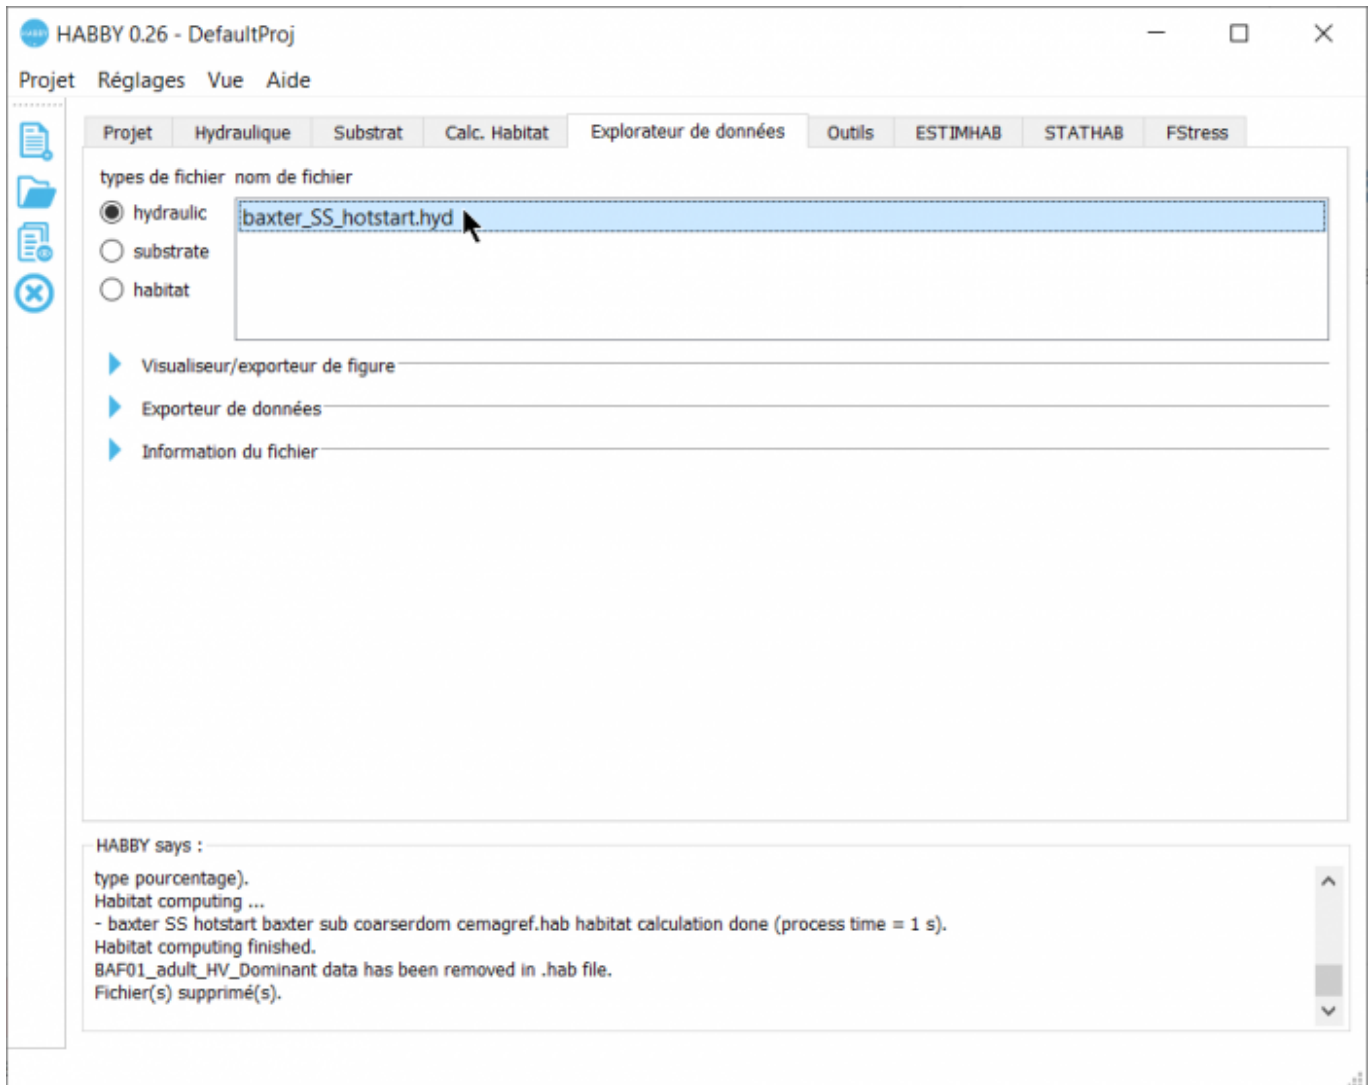 HABBY 0.26 - DefaultProj
Projet Réglages Vue Aide
Projet Hydraulique Substrat Calc. Habitat Explorateur de données Outils ESTIMHAB STATHAB FStress
types de fichier nom de fichier
hydraulic baxter_SS_hotstart.hyd
substrate
habitat
Visualiseur/exporteur de figure
Exporteur de données
Information du fichier
HABBY says :
type pourcentage).
Habitat computing ...
- baxter SS hotstart baxter sub coarserdom cemagref.hab habitat calculation done (process time = 1 s).
Habitat computing finished.
BAF01_adult_HV_Dominant data has been removed in .hab file.
Fichier(s) supprimé(s).